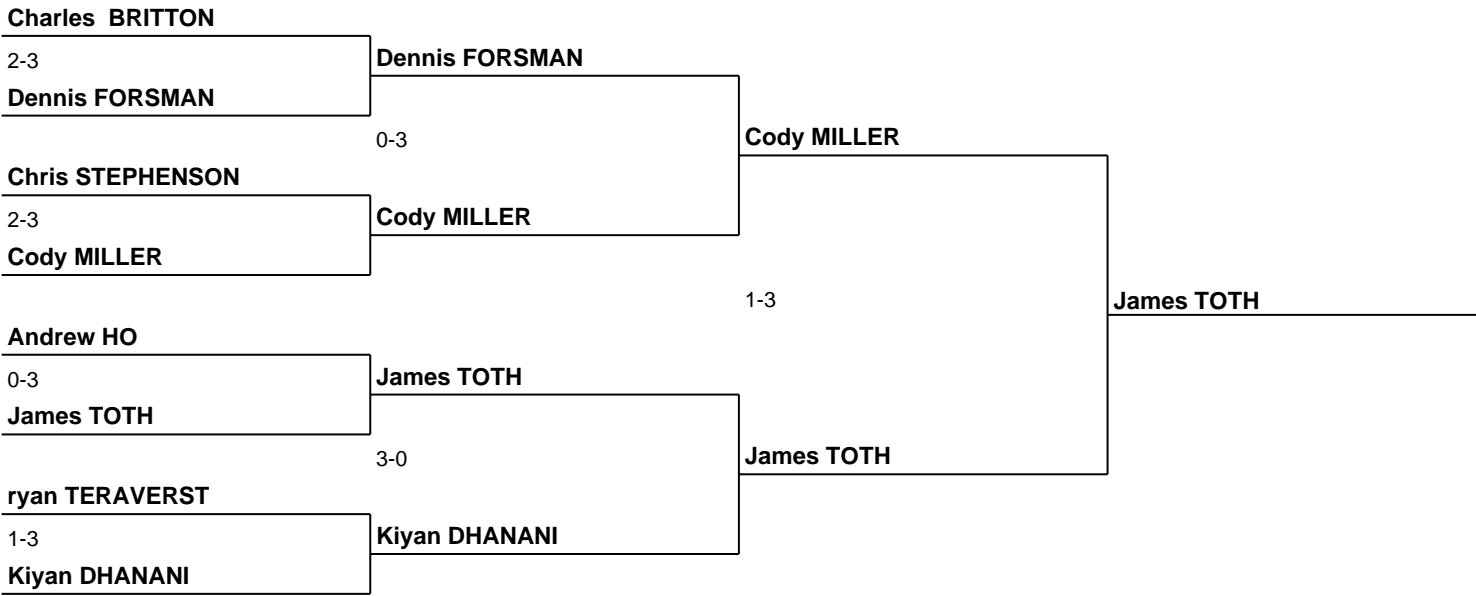 Charles  BRITTON
2-3
Dennis FORSMAN
Dennis FORSMAN
0-3
Cody MILLER
Chris STEPHENSON
2-3
Cody MILLER
Cody MILLER
1-3
James TOTH
Andrew HO
0-3
James TOTH
James TOTH
3-0
James TOTH
ryan TERAVERST
1-3
Kiyan DHANANI
Kiyan DHANANI